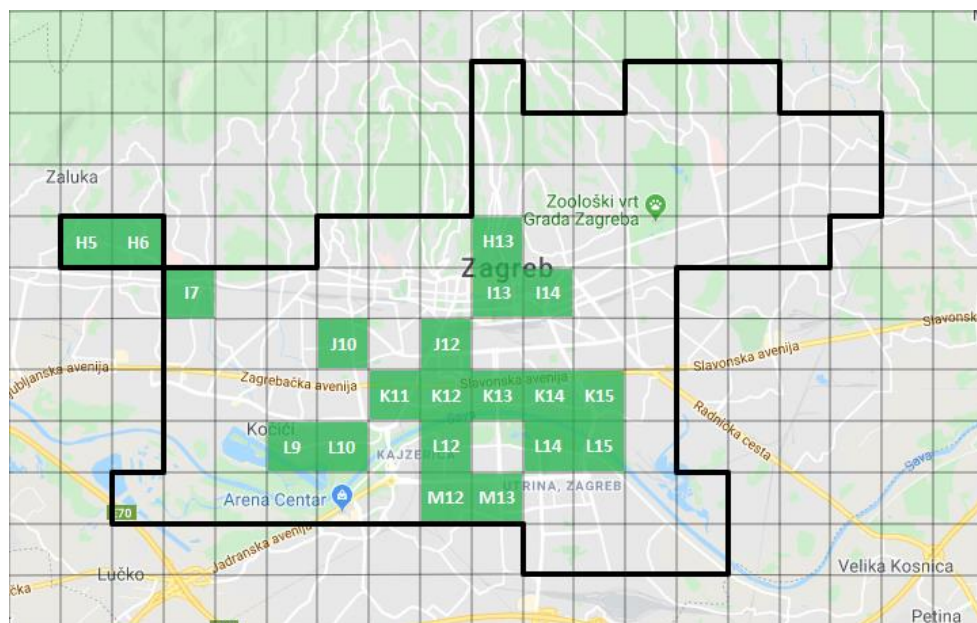 Zaluka
Zoološki vrt
Grada Zagreba
H5 H6 H13
Zagreb
I7 I13 I14
Slavonska
J10 J12
Slavonska avenija
Zagrebačka avenija
Slavonska avenija
K11 K12 K13 K14 K15
Radnička cesta
Sava
Kočići
L9 L10 L12 L14 L15
KAJZERICA
Sava
UTRINA, ZAGREB
Arena Centar
M12 M13
E70
Jadranska avenija
Lučko
Velika Kosnica
Petina